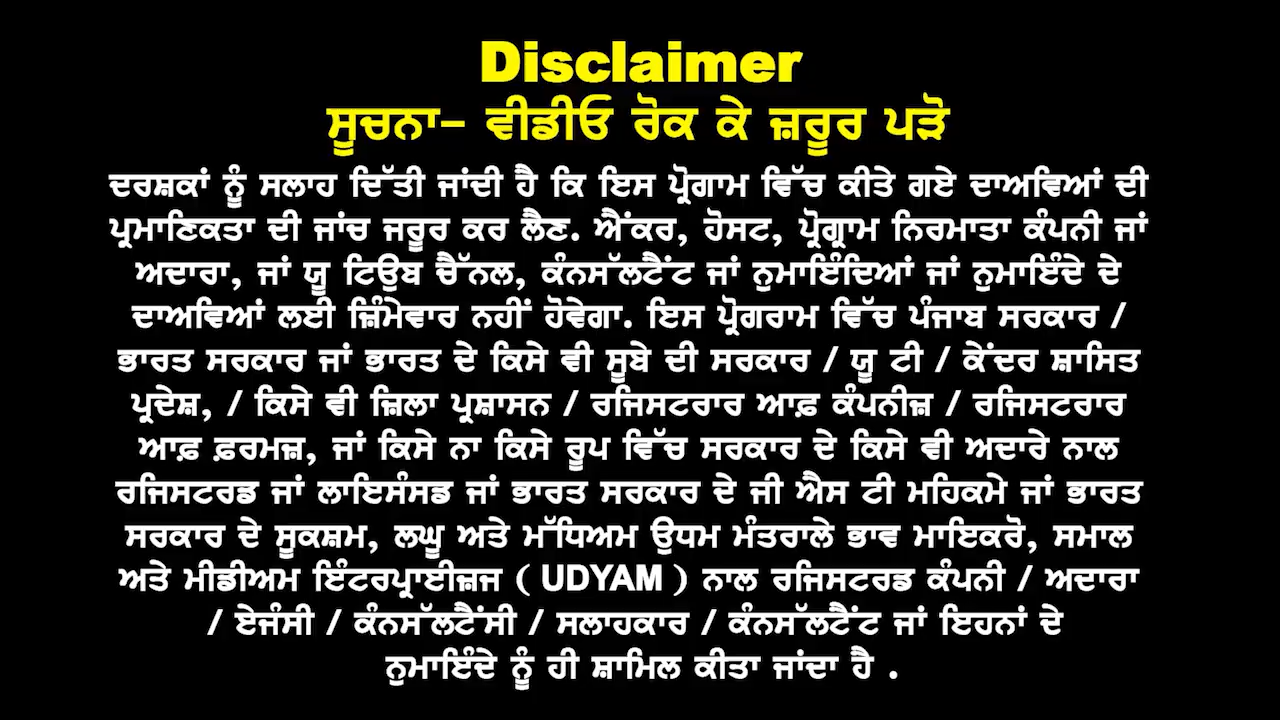 Disclaimer
ਸੂਚਨਾ- ਵੀਡੀਓ ਰੋਕ ਕੇ ਜ਼ਰੂਰ ਪੜੋ
ਦਰਸ਼ਕਾਂ ਨੂੰ ਸਲਾਹ ਦਿੱਤੀ ਜਾਂਦੀ ਹੈ ਕਿ ਇਸ ਪ੍ਰੋਗਾਮ ਵਿੱਚ ਕੀਤੇ ਗਏ ਦਾਅਵਿਆਂ ਦੀ
ਪ੍ਰਮਾਣਿਕਤਾ ਦੀ ਜਾਂਚ ਜਰੂਰ ਕਰ ਲੈਣ. ਐਂਕਰ, ਹੋਸਟ, ਪ੍ਰੋਗ੍ਰਾਮ ਨਿਰਮਾਤਾ ਕੰਪਨੀ ਜਾਂ
ਅਦਾਰਾ, ਜਾਂ ਯੂ ਟਿਉਬ ਚੈੱਨਲ, ਕੰਨਸੱਲਟੈਂਟ ਜਾਂ ਨੁਮਾਇੰਦਿਆਂ ਜਾਂ ਨੁਮਾਇੰਦੇ ਦੇ
ਦਾਅਵਿਆਂ ਲਈ ਜ਼ਿੰਮੇਵਾਰ ਨਹੀਂ ਹੋਵੇਗਾ. ਇਸ ਪ੍ਰੋਗਰਾਮ ਵਿੱਚ ਪੰਜਾਬ ਸਰਕਾਰ /
ਭਾਰਤ ਸਰਕਾਰ ਜਾਂ ਭਾਰਤ ਦੇ ਕਿਸੇ ਵੀ ਸੂਬੇ ਦੀ ਸਰਕਾਰ / ਯੂ ਟੀ / ਕੇਂਦਰ ਸ਼ਾਸਿਤ
ਪ੍ਰਦੇਸ਼, / ਕਿਸੇ ਵੀ ਜ਼ਿਲਾ ਪ੍ਰਸ਼ਾਸਨ / ਰਜਿਸਟਰਾਰ ਆਫ਼ ਕੰਪਨੀਜ਼ / ਰਜਿਸਟਰਾਰ
ਆਫ਼ ਫ਼ਰਮਜ਼, ਜਾਂ ਕਿਸੇ ਨਾ ਕਿਸੇ ਰੂਪ ਵਿੱਚ ਸਰਕਾਰ ਦੇ ਕਿਸੇ ਵੀ ਅਦਾਰੇ ਨਾਲ
ਰਜਿਸਟਰਡ ਜਾਂ ਲਾਇਸੰਸਡ ਜਾਂ ਭਾਰਤ ਸਰਕਾਰ ਦੇ ਜੀ ਐਸ ਟੀ ਮਹਿਕਮੇ ਜਾਂ ਭਾਰਤ
ਸਰਕਾਰ ਦੇ ਸੂਕਸ਼ਮ, ਲਘੂ ਅਤੇ ਮੱਧਿਅਮ ਉਧਮ ਮੰਤਰਾਲੇ ਭਾਵ ਮਾਇਕਰੋ, ਸਮਾਲ
ਅਤੇ ਮੀਡੀਅਮ ਇੰਟਰਪ੍ਰਾਈਜ਼ਜ ( UDYAM ) ਨਾਲ ਰਜਿਸਟਰਡ ਕੰਪਨੀ / ਅਦਾਰਾ
/ ਏਜੰਸੀ / ਕੰਨਸੱਲਟੈਂਸੀ / ਸਲਾਹਕਾਰ / ਕੰਨਸੱਲਟੈਂਟ ਜਾਂ ਇਹਨਾਂ ਦੇ
ਨੁਮਾਇੰਦੇ ਨੂੰ ਹੀ ਸ਼ਾਮਿਲ ਕੀਤਾ ਜਾਂਦਾ ਹੈ .